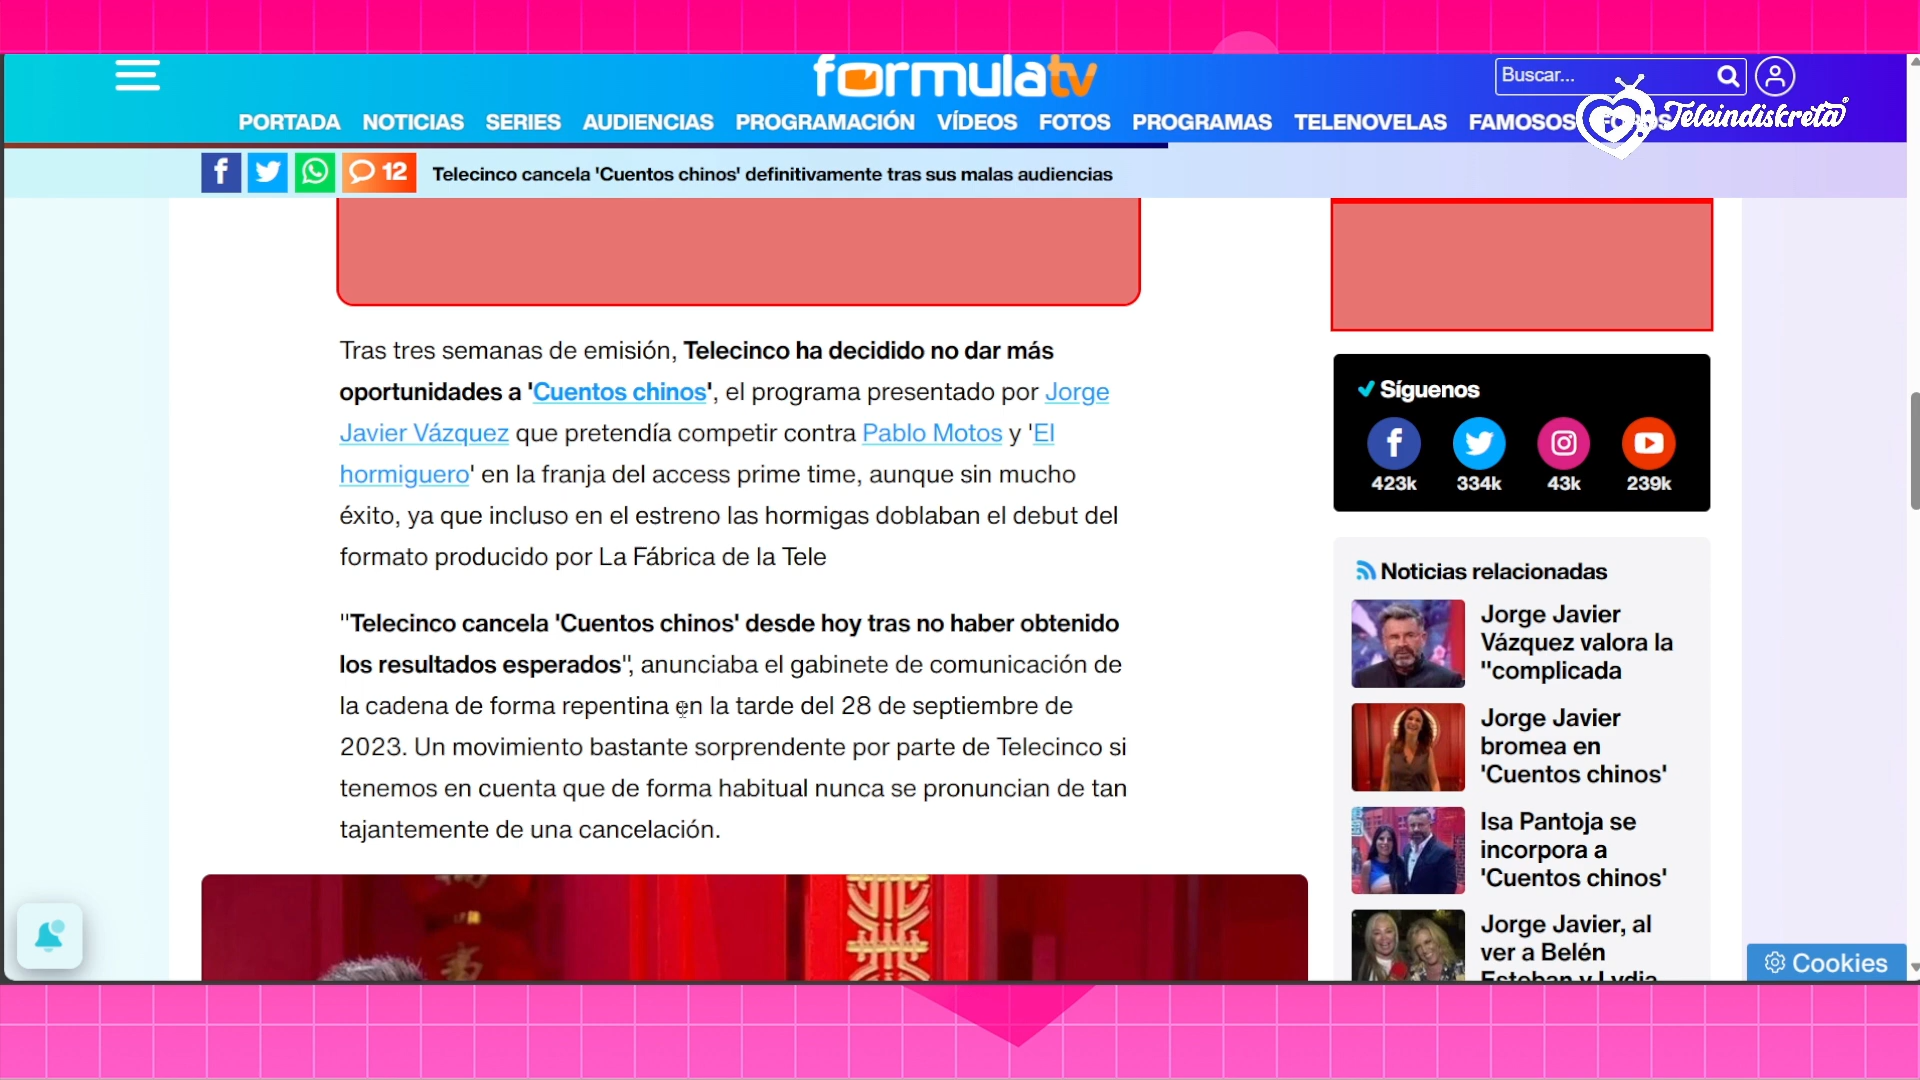 formulatv
Buscar...
Teleindiskreta
PORTADA NOTICIAS SERIES AUDIENCIAS PROGRAMACIÓN VÍDEOS FOTOS PROGRAMAS TELENOVELAS FAMOSOS
12 Telecinco cancela 'Cuentos chinos' definitivamente tras sus malas audiencias
Tras tres semanas de emisión, Telecinco ha decidido no dar más
oportunidades a 'Cuentos chinos', el programa presentado por Jorge
Javier Vázquez que pretendía competir contra Pablo Motos y 'El
hormiguero' en la franja del access prime time, aunque sin mucho
éxito, ya que incluso en el estreno las hormigas doblaban el debut del
formato producido por La Fábrica de la Tele
"Telecinco cancela 'Cuentos chinos' desde hoy tras no haber obtenido
los resultados esperados", anunciaba el gabinete de comunicación de
la cadena de forma repentina en la tarde del 28 de septiembre de
2023. Un movimiento bastante sorprendente por parte de Telecinco si
tenemos en cuenta que de forma habitual nunca se pronuncian de tan
tajantemente de una cancelación.
Síguenos
423k 334k 43k 239k
Noticias relacionadas
Jorge Javier
Vázquez valora la
"complicada
Jorge Javier
bromea en
'Cuentos chinos'
Isa Pantoja se
incorpora a
'Cuentos chinos'
Jorge Javier, al
ver a Belén
Esteban y Lydia
Cookies